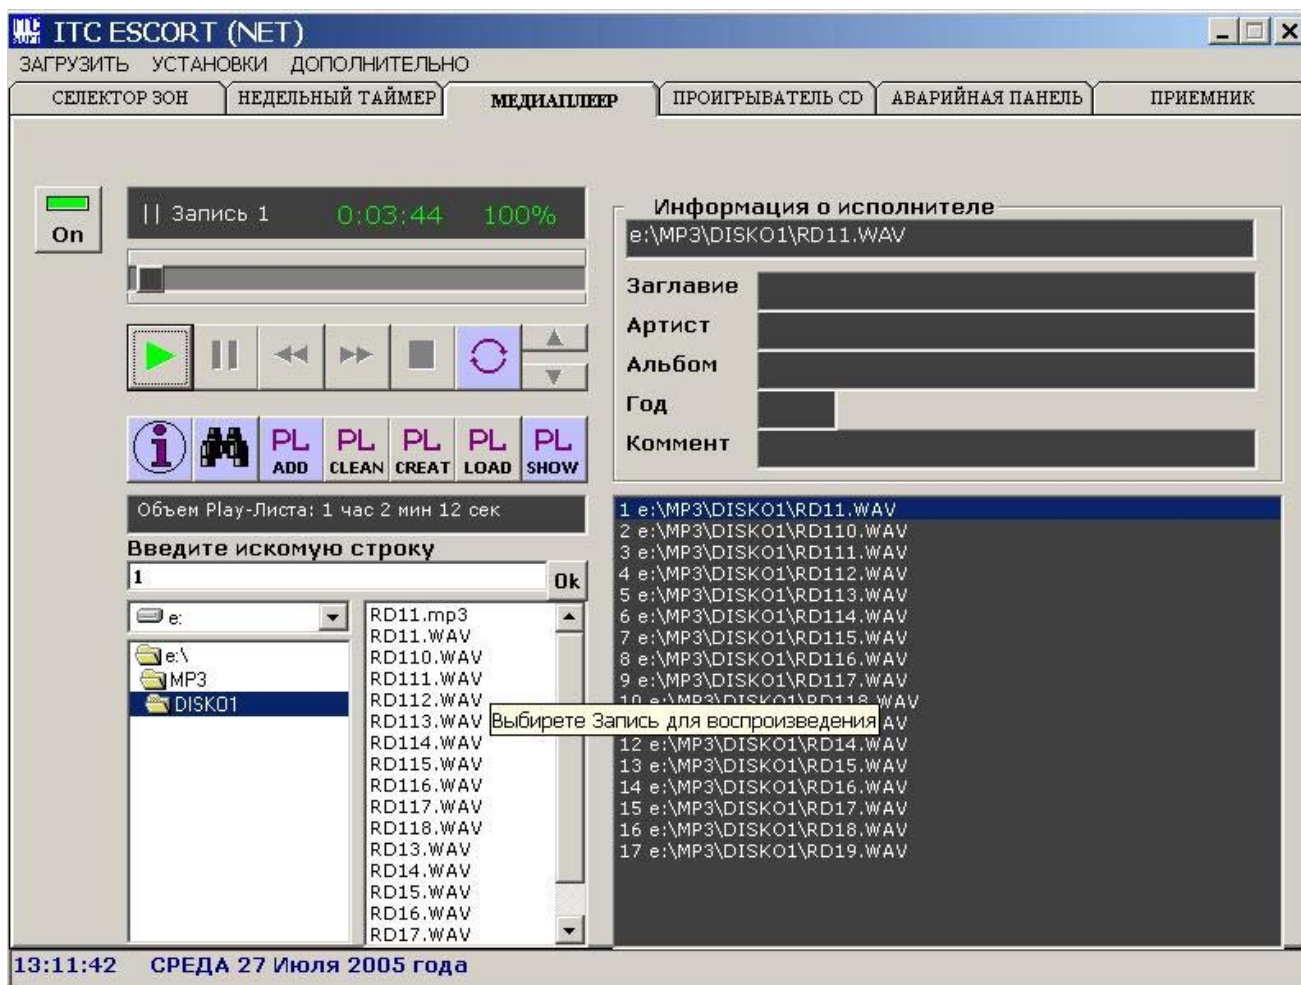 ITC ESCORT (NET)
ЗАГРУЗИТЬ УСТАНОВКИ ДОПОЛНИТЕЛЬНО
СЕЛЕКТОР ЗОН НЕДЕЛЬНЫЙ ТАЙМЕР МЕДИАПЛЕЕР ПРОИГРЫВАТЕЛЬ CD АВАРИЙНАЯ ПАНЕЛЬ ПРИЕМНИК
On
|| Запись 1 0:03:44 100%
Информация о исполнителе
e:\MP3\DISKO1\RD11.WAV
Заглавие
Артист
Альбом
Год
Коммент
PL ADD
PL CLEAN
PL CREAT
PL LOAD
PL SHOW
Объем Play-Листа: 1 час 2 мин 12 сек
Введите искомую строку
1
Ok
e:
e:\
MP3
DISKO1
RD11.mp3
RD11.WAV
RD110.WAV
RD111.WAV
RD112.WAV
RD113.WAV
RD114.WAV
RD115.WAV
RD116.WAV
RD117.WAV
RD118.WAV
RD13.WAV
RD14.WAV
RD15.WAV
RD16.WAV
RD17.WAV
Выбирете Запись для воспроизведения
1 e:\MP3\DISKO1\RD11.WAV
2 e:\MP3\DISKO1\RD110.WAV
3 e:\MP3\DISKO1\RD111.WAV
4 e:\MP3\DISKO1\RD112.WAV
5 e:\MP3\DISKO1\RD113.WAV
6 e:\MP3\DISKO1\RD114.WAV
7 e:\MP3\DISKO1\RD115.WAV
8 e:\MP3\DISKO1\RD116.WAV
9 e:\MP3\DISKO1\RD117.WAV
10 e:\MP3\DISKO1\RD118.WAV
AV
12 e:\MP3\DISKO1\RD14.WAV
13 e:\MP3\DISKO1\RD15.WAV
14 e:\MP3\DISKO1\RD16.WAV
15 e:\MP3\DISKO1\RD17.WAV
16 e:\MP3\DISKO1\RD18.WAV
17 e:\MP3\DISKO1\RD19.WAV
13:11:42 СРЕДА 27 Июля 2005 года